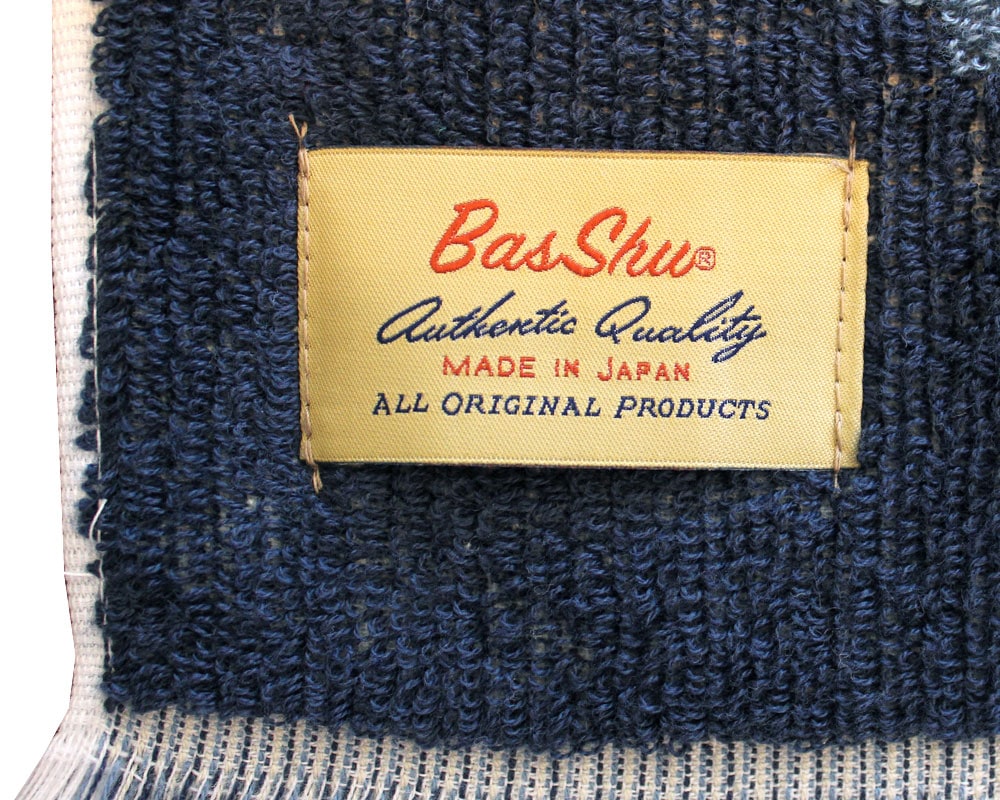 BasShu®
Authentic Quality
MADE IN JAPAN
ALL ORIGINAL PRODUCTS